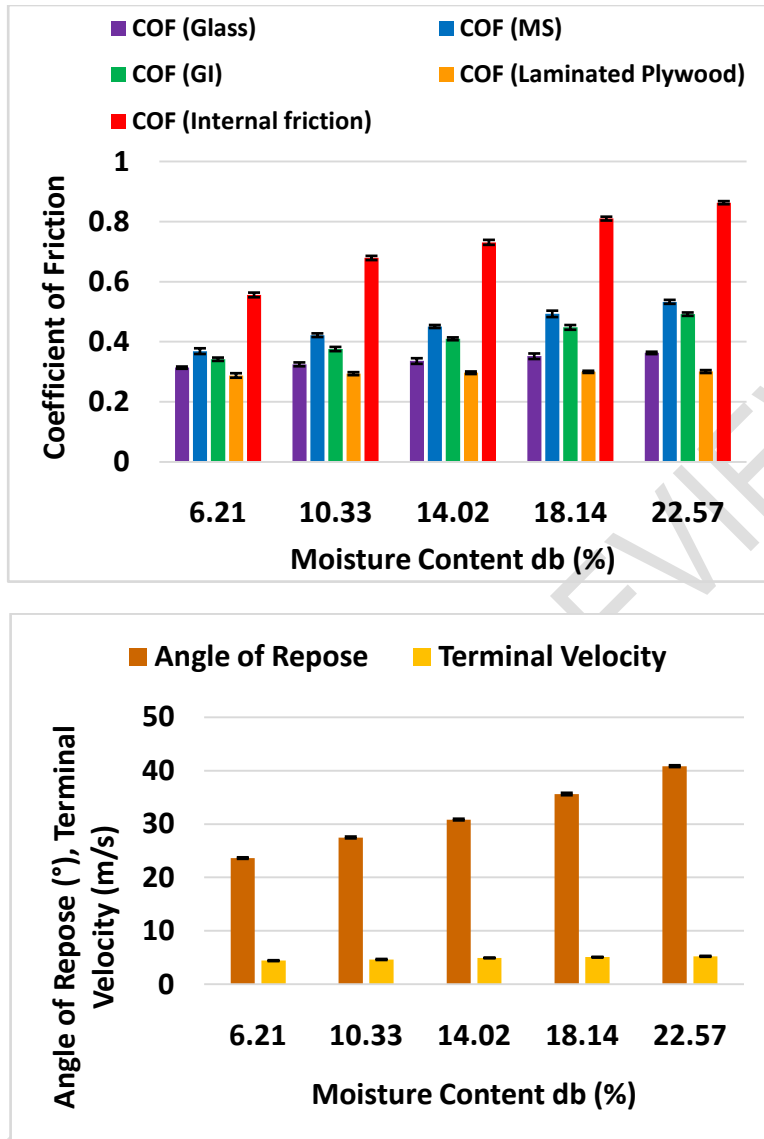 COF (Glass) COF (MS)
COF (GI) COF (Laminated Plywood)
COF (Internal friction)
1
0.8
0.6
0.4
0.2
0
Coefficient of Friction
6.21 10.33 14.02 18.14 22.57
Moisture Content db (%)
Angle of Repose Terminal Velocity
50
40
30
20
10
0
Angle of Repose (°), Terminal
Velocity (m/s)
6.21 10.33 14.02 18.14 22.57
Moisture Content db (%)